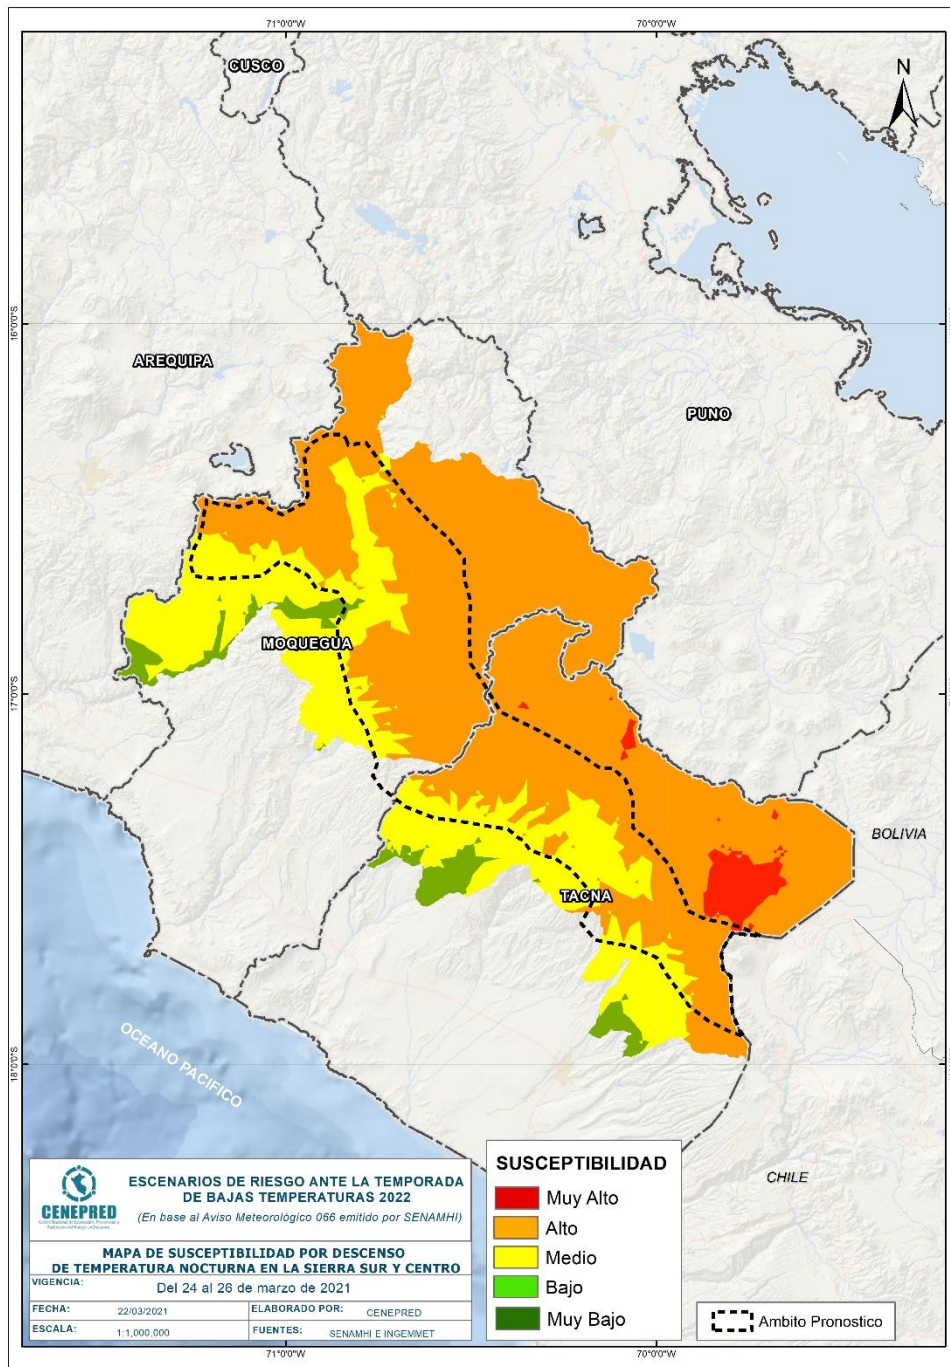 71°0'0"W
70°0'0"W
CUSCO
N
16°0'0"S
AREQUIPA
PUNO
MOQUEGUA
17°0'0"S
BOLIVIA
TACNA
OCEANO PACIFICO
18°0'0"S
CHILE
CENEPRED
ESCENARIOS DE RIESGO ANTE LA TEMPORADA
DE BAJAS TEMPERATURAS 2022
(En base al Aviso Meteorológico 066 emitido por SENAMHI)
MAPA DE SUSCEPTIBILIDAD POR DESCENSO
DE TEMPERATURA NOCTURNA EN LA SIERRA SUR Y CENTRO
VIGENCIA: Del 24 al 26 de marzo de 2021
FECHA: 22/03/2021 ELABORADO POR: CENEPRED
ESCALA: 1:1,000,000 FUENTES: SENAMHI E INGEMMET
SUSCEPTIBILIDAD
Muy Alto
Alto
Medio
Bajo
Muy Bajo
Ambito Pronostico
71°0'0"W
70°0'0"W